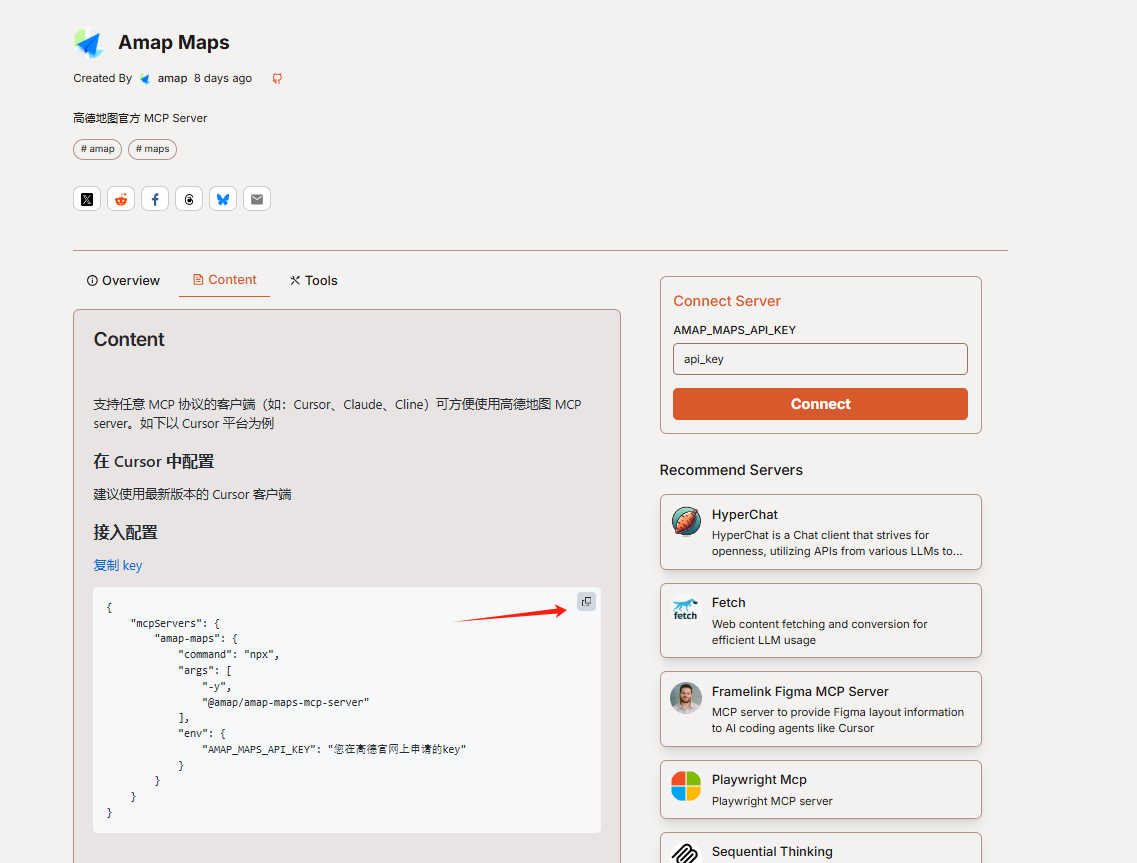 Amap Maps
Created By amap 8 days ago
高德地图官方 MCP Server
# amap # maps
Overview Content Tools
Content
支持任意 MCP 协议的客户端（如：Cursor、Claude、Cline）可方便使用高德地图 MCP
server。如下以 Cursor 平台为例
在 Cursor 中配置
建议使用最新版本的 Cursor 客户端
接入配置
复制 key
{
    "mcpServers": {
        "amap-maps": {
            "command": "npx",
            "args": [
                "-y",
                "@amap/amap-maps-mcp-server"
            ],
            "env": {
                "AMAP_MAPS_API_KEY": "您在高德官网上申请的key"
            }
        }
    }
}
Connect Server
AMAP_MAPS_API_KEY
api_key
Connect
Recommend Servers
HyperChat
HyperChat is a Chat client that strives for
openness, utilizing APIs from various LLMs to...
fetch
Fetch
Web content fetching and conversion for
efficient LLM usage
Framelink Figma MCP Server
MCP server to provide Figma layout information
to AI coding agents like Cursor
Playwright Mcp
Playwright MCP server
Sequential Thinking